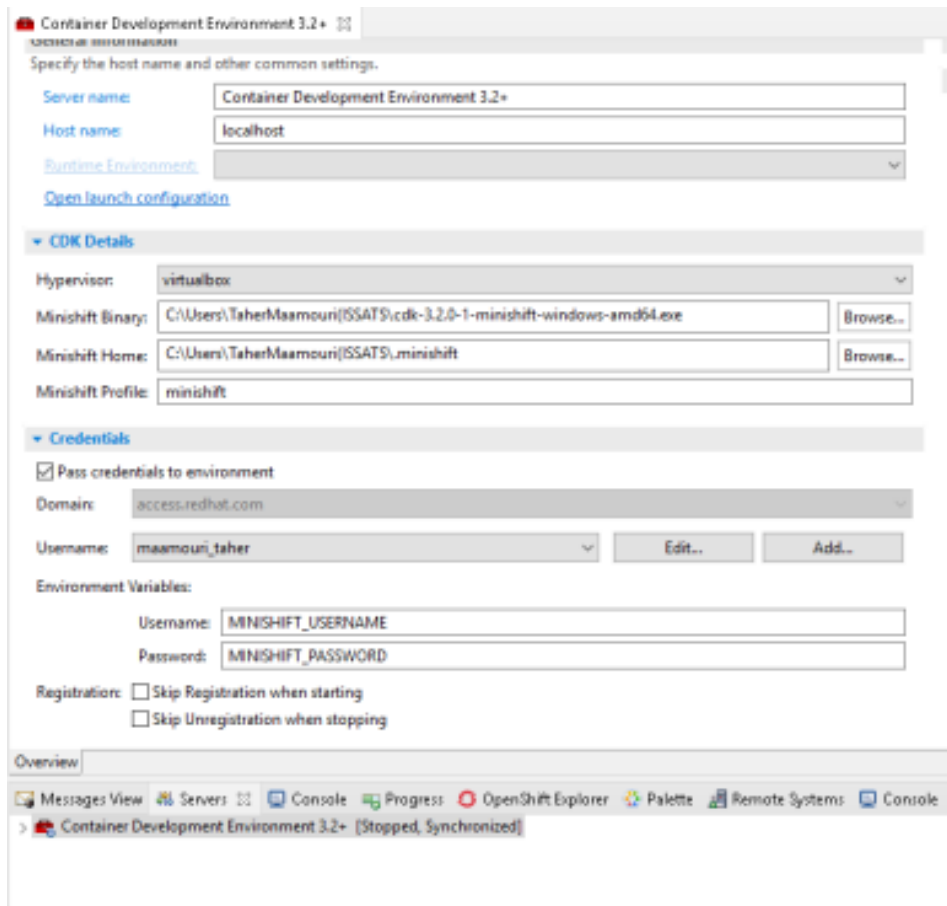 Container Development Environment 3.2+
General Information
Specify the host name and other common settings.
Server name: Container Development Environment 3.2+
Host name: localhost
Runtime Environment:
Open launch configuration
CDK Details
Hypervisor: virtualbox
Minishift Binary: C:\Users\TaherMaamouri(ISSATS\cdk-3.2.0-1-minishift-windows-amd64.exe Browse...
Minishift Home: C:\Users\TaherMaamouri(ISSATS\.minishift Browse...
Minishift Profile: minishift
Credentials
Pass credentials to environment
Domain: access.redhat.com
Username: maamouri_taher Edit... Add...
Environment Variables:
Username: MINISHIFT_USERNAME
Password: MINISHIFT_PASSWORD
Registration: Skip Registration when starting
Skip Unregistration when stopping
Overview
Messages View Servers Console Progress OpenShift Explorer Palette Remote Systems Console
Container Development Environment 3.2+ [Stopped, Synchronized]